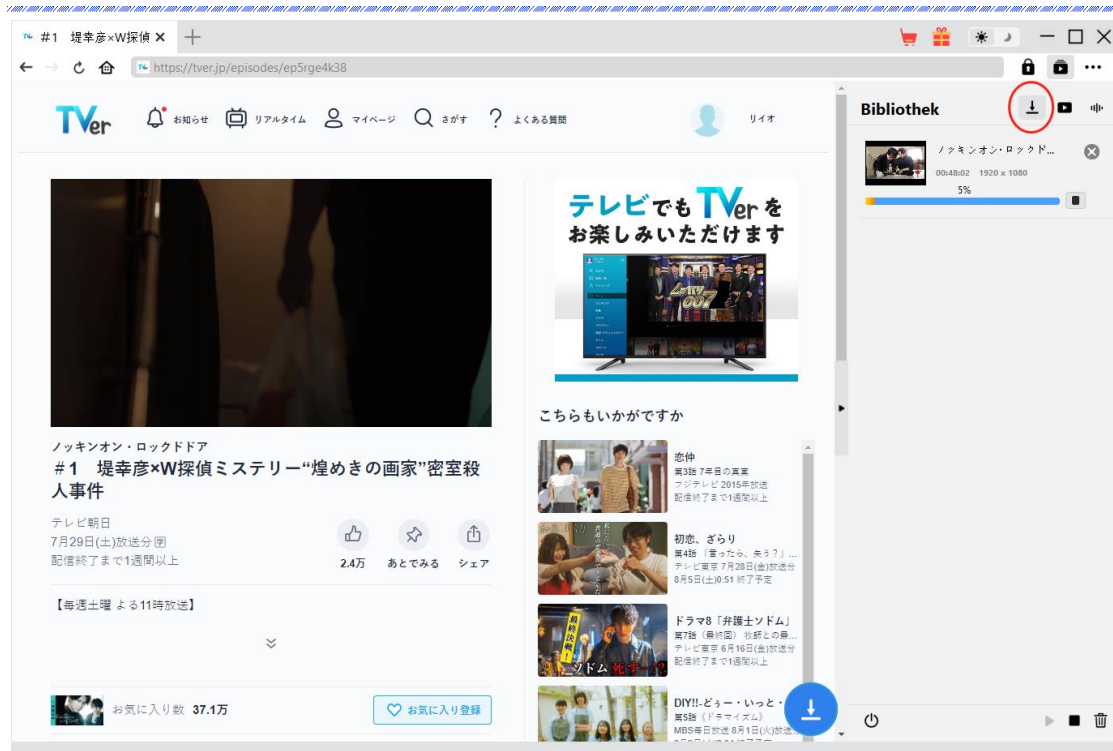 #1 堤幸彦×W探偵
https://tver.jp/episodes/ep5rge4k38
TVer
お知らせ
リアルタイム
マイページ
さがす
よくある質問
リイオ
Bibliothek
ノッキンオン・ロックド...
00:48:02 1920 x 1080
5%
テレビでもTVerを
お楽しみいただけます
ノッキンオン・ロックドドア
#1 堤幸彦×W探偵ミステリー“煌めきの画家”密室殺
人事件
テレビ朝日
7月29日(土)放送分字
配信終了まで1週間以上
2.4万
あとでみる
シェア
【毎週土曜 よる11時放送】
お気に入り数 37.1万
お気に入り登録
こちらもいかがですか
恋仲
第3話 7年目の真実
フジテレビ 2015年放送
配信終了まで1週間以上
初恋、ざらり
第4話 「言ったら、失う？」...
テレビ東京 7月28日(金)放送分
8月5日(土)0:51 終了予定
最終決戦!
ソドム 死す…!?
ドラマ8「弁護士ソドム」
第7話（最終回） 牧師との最...
テレビ東京 6月16日(金)放送分
配信終了まで1週間以上
DIY!!-どぅー・いっと・
第5話（ドラマイズム）
MBS毎日放送 8月1日(火)放送